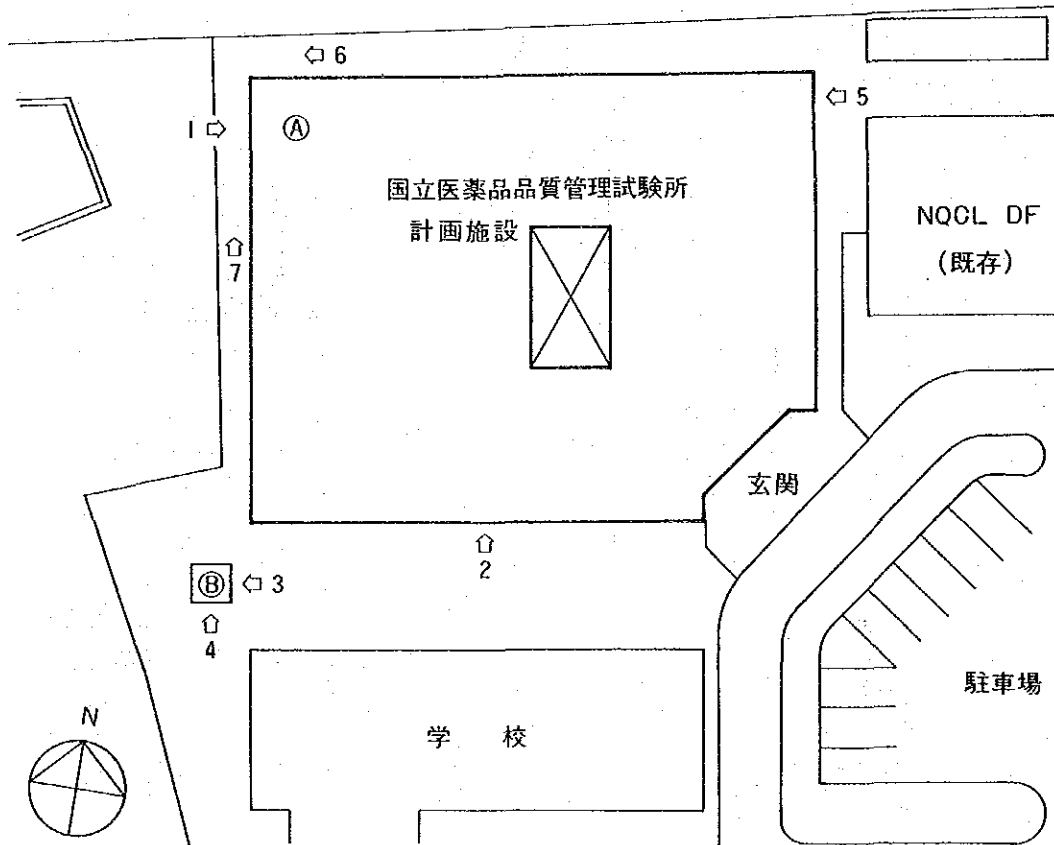 ⇦ 6
⇦ 5
1 ⇨
Ⓐ
国立医薬品品質管理試験所
計画施設
NQCL DF
(既存)
⇧
7
玄関
⇧
2
Ⓑ ⇦ 3
⇧
4
駐車場
N
学 校